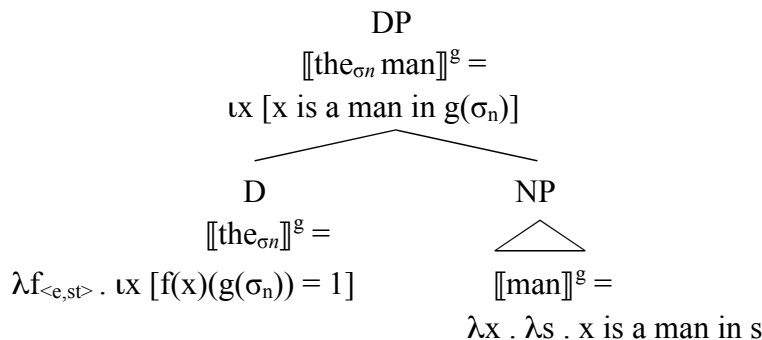 DP
⟦the_σn man⟧^g =
ιx [x is a man in g(σ_n)]
D NP
⟦the_σn⟧^g =
λf_<e,st> . ιx [f(x)(g(σ_n)) = 1] ⟦man⟧^g =
λx . λs . x is a man in s